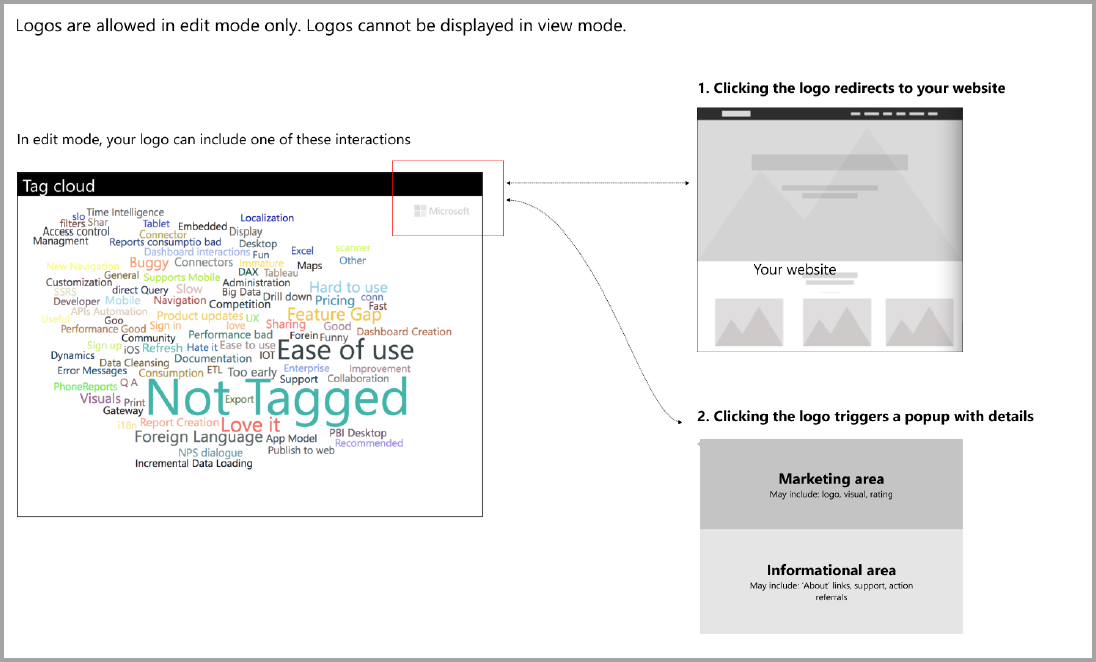 Logos are allowed in edit mode only. Logos cannot be displayed in view mode.
1. Clicking the logo redirects to your website
In edit mode, your logo can include one of these interactions
Tag cloud
Microsoft
Time Intelligence
slo
filters Shar
Tablet
Localization
Access control
Connector
Embedded
Display
Managment
Reports consumptio bad
Desktop
Dashboard interactions
Fun
Excel
scanner
New Navigation
Buggy
Connectors
Immature
Maps
Other
General
Supports Mobile
DAX
Tableau
Customization
direct Query
Slow
Administration
Hard to use
SSRS
Big Data
Drill down
Pricing
conn
Developer
Mobile
Navigation
Competition
Fast
APIs Automation
Product updates
UX
Feature Gap
Useful
Goo
Sign in
love
Sharing
Good
Performance Good
Dashboard Creation
Community
Performance bad
Forein
Funny
Sign up
iOS
Refresh
Hate it
Ease to use
Ease of use
Dynamics
Data Cleansing
Documentation
IOT
Error Messages
Consumption
ETL
Too early
Enterprise
Improvement
PhoneReports
Q A
Support
Collaboration
Visuals
Print
Not Tagged
Export
Gateway
i18n
Report Creation
Love it
Foreign Language
App Model
PBI Desktop
Recommended
NPS dialogue
Publish to web
Incremental Data Loading
Your website
2. Clicking the logo triggers a popup with details
Marketing area
May include: logo, visual, rating
Informational area
May include: ‘About’ links, support, action
referrals